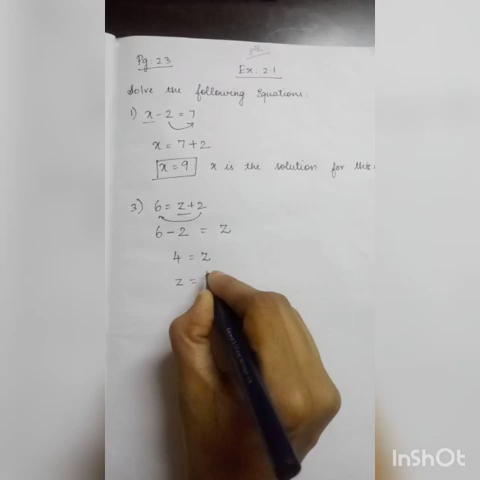 Pg: 23
Ex: 2.1
Solve the following Equations:
1) x - 2 = 7
x = 7 + 2
x = 9 x is the solution for this
3) 6 = z + 2
6 - 2 = z
4 = z
z =
InShOt